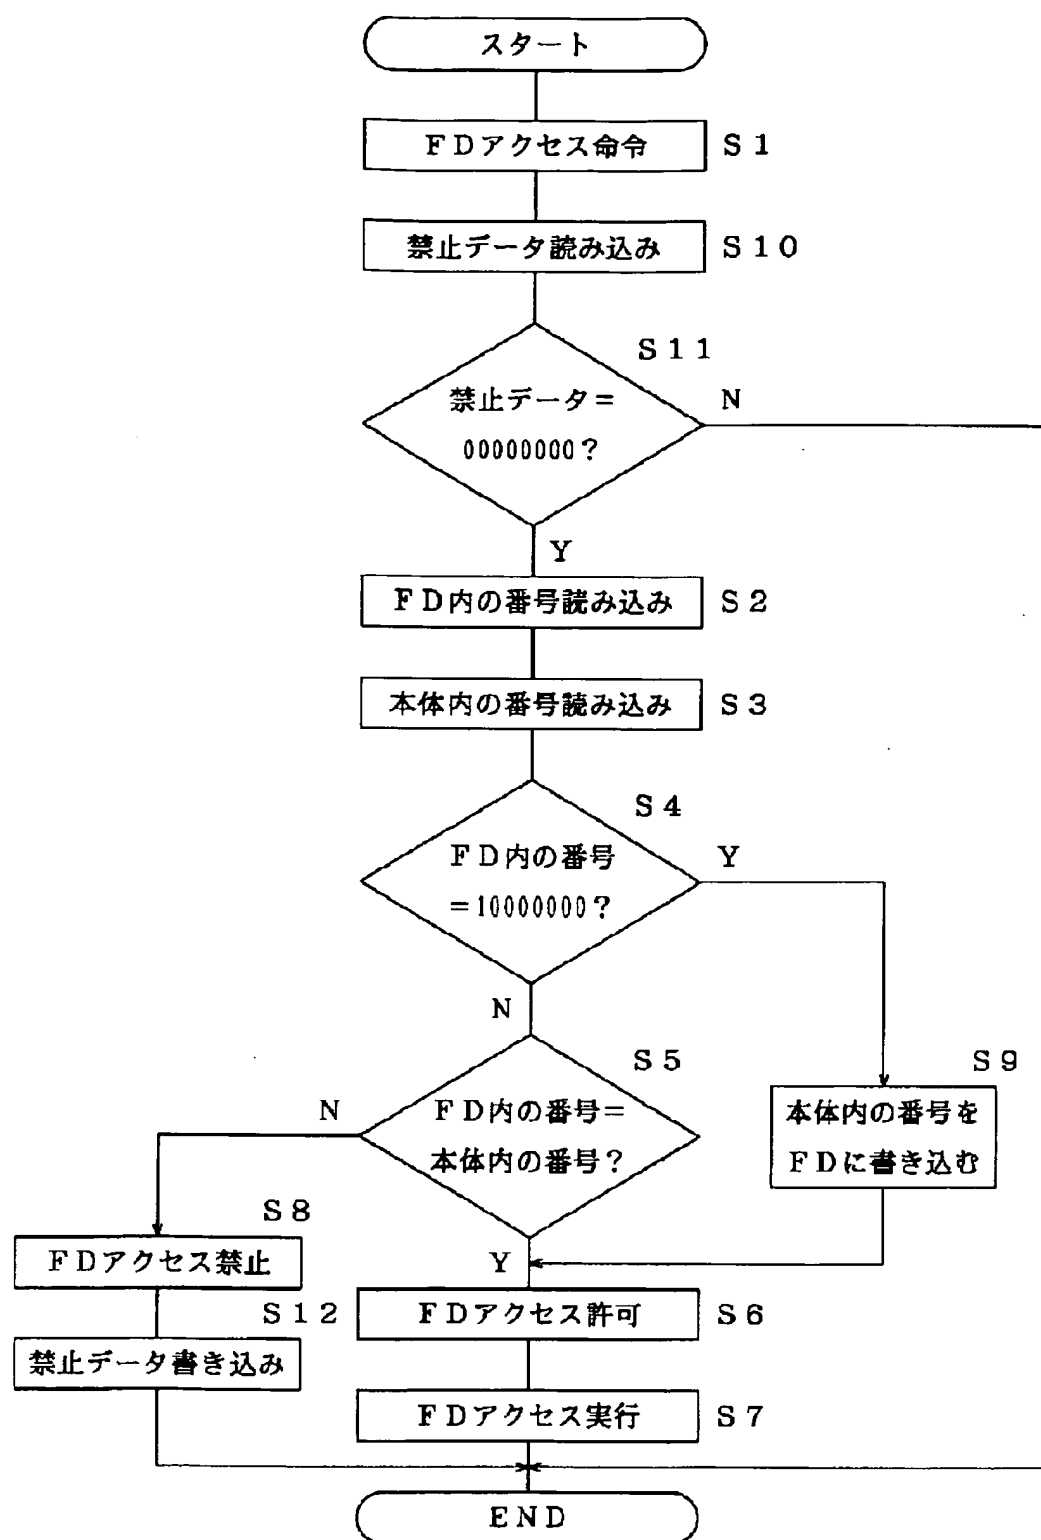 スタート
FDアクセス命令 S1
禁止データ読み込み S10
S11
禁止データ=
00000000?
N
Y
FD内の番号読み込み S2
本体内の番号読み込み S3
S4
FD内の番号
=10000000?
Y
N
S5
FD内の番号=
本体内の番号?
N
S9
本体内の番号を
FDに書き込む
S8
FDアクセス禁止
Y
S12
禁止データ書き込み
FDアクセス許可 S6
FDアクセス実行 S7
END